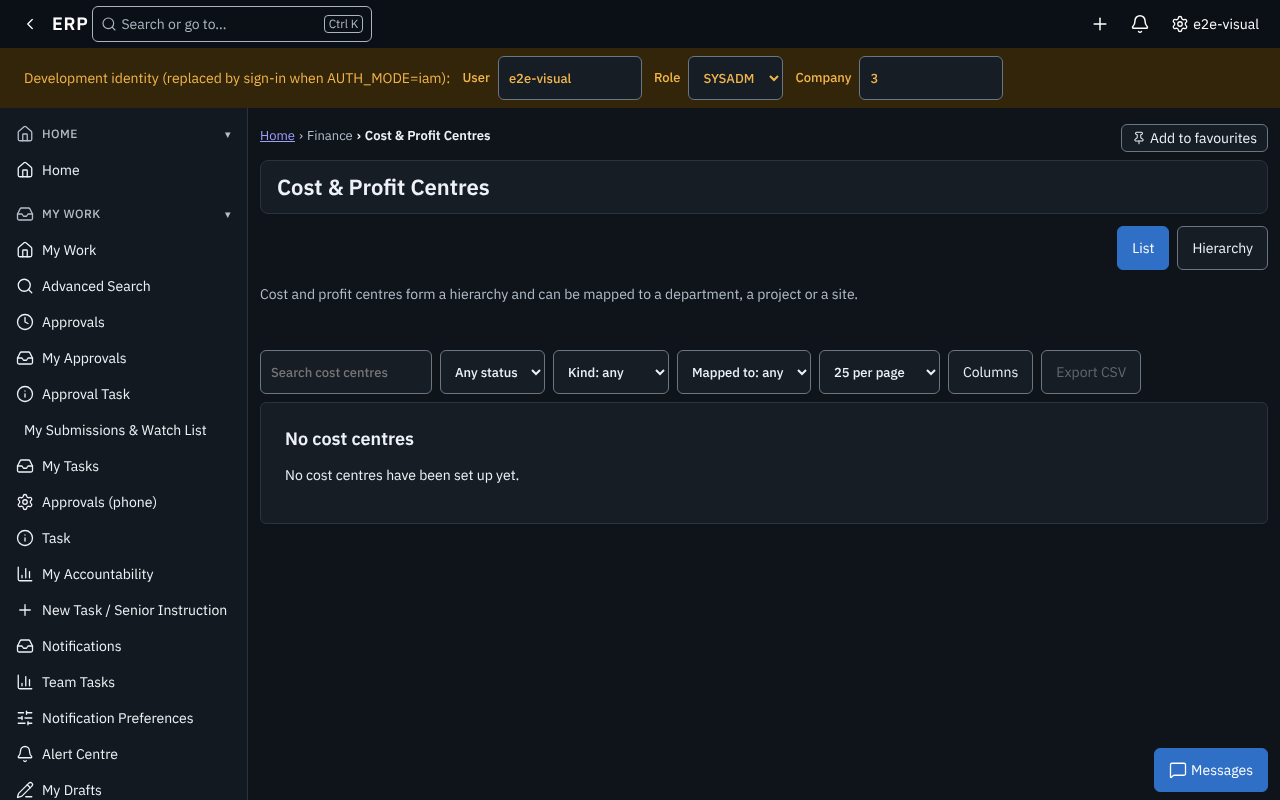 ERP Search or go to... Ctrl K e2e-visual
Development identity (replaced by sign-in when AUTH_MODE=iam): User e2e-visual Role SYSADM Company 3
HOME
Home
MY WORK
My Work
Advanced Search
Approvals
My Approvals
Approval Task
My Submissions & Watch List
My Tasks
Approvals (phone)
Task
My Accountability
New Task / Senior Instruction
Notifications
Team Tasks
Notification Preferences
Alert Centre
My Drafts
Home › Finance › Cost & Profit Centres
Add to favourites
Cost & Profit Centres
List Hierarchy
Cost and profit centres form a hierarchy and can be mapped to a department, a project or a site.
Search cost centres Any status Kind: any Mapped to: any 25 per page Columns Export CSV
No cost centres
No cost centres have been set up yet.
Messages